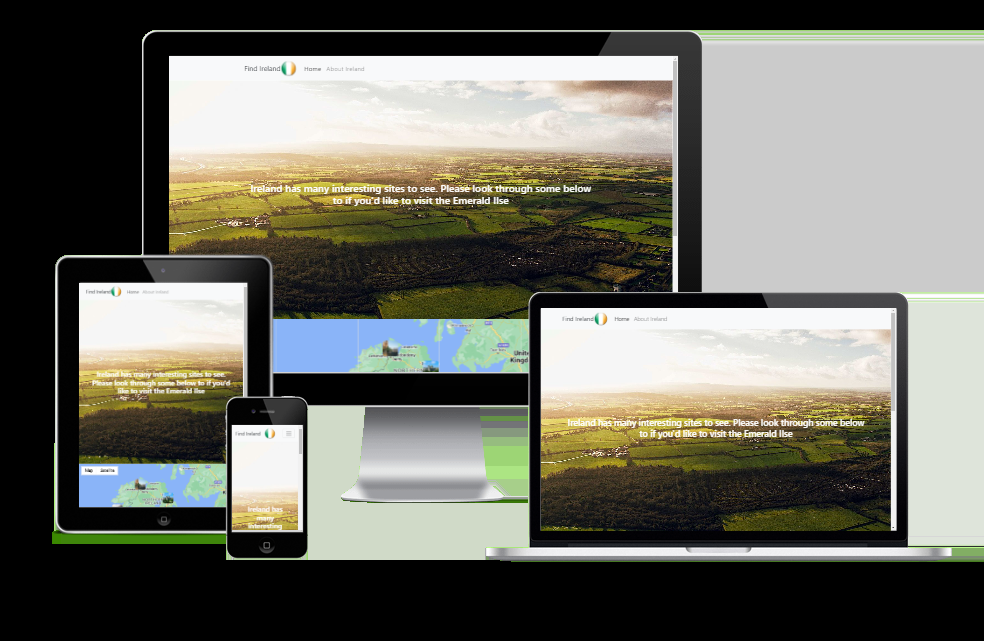 Find Ireland Home About Ireland
Ireland has many interesting sites to see. Please look through some below
to if you'd like to visit the Emerald Ilse
United
Kingd
Find Ireland Home About Ireland
Ireland has many interesting sites to see.
Please look through some below to if you'd
like to visit the Emerald Ilse
Map Satellite
Find Ireland
Ireland has
many
interesting
Find Ireland Home About Ireland
Ireland has many interesting sites to see. Please look through some below
to if you'd like to visit the Emerald Ilse